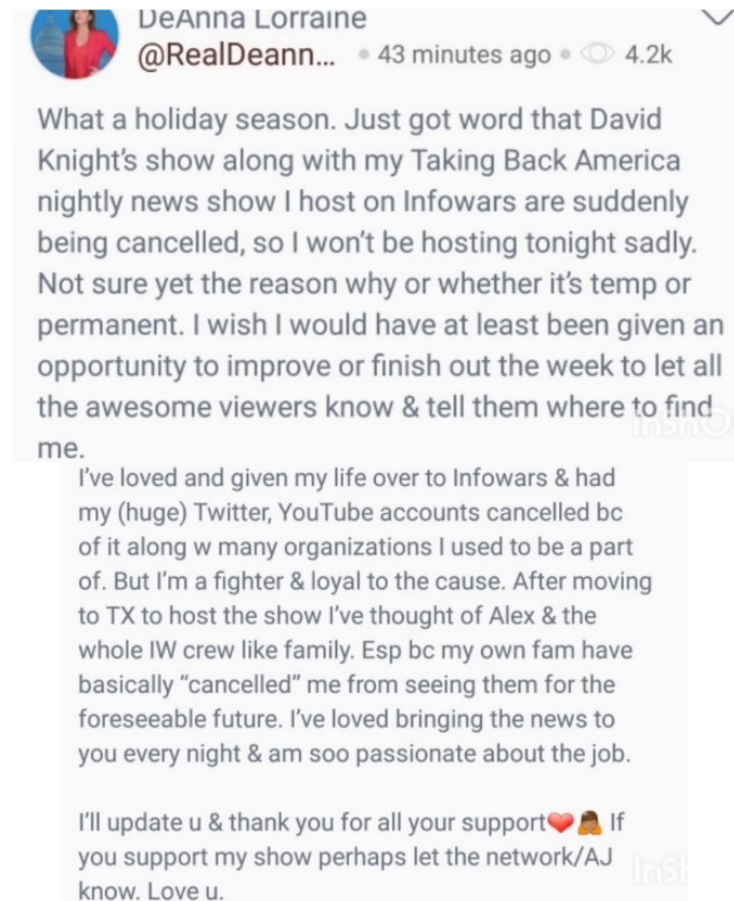 DeAnna Lorraine
@RealDeann... • 43 minutes ago • 4.2k
What a holiday season. Just got word that David
Knight's show along with my Taking Back America
nightly news show I host on Infowars are suddenly
being cancelled, so I won't be hosting tonight sadly.
Not sure yet the reason why or whether it's temp or
permanent. I wish I would have at least been given an
opportunity to improve or finish out the week to let all
the awesome viewers know & tell them where to find
me.
I've loved and given my life over to Infowars & had
my (huge) Twitter, YouTube accounts cancelled bc
of it along w many organizations I used to be a part
of. But I'm a fighter & loyal to the cause. After moving
to TX to host the show I've thought of Alex & the
whole IW crew like family. Esp bc my own fam have
basically “cancelled” me from seeing them for the
foreseeable future. I've loved bringing the news to
you every night & am soo passionate about the job.
I'll update u & thank you for all your support❤️🙏🏾 If
you support my show perhaps let the network/AJ
know. Love u.